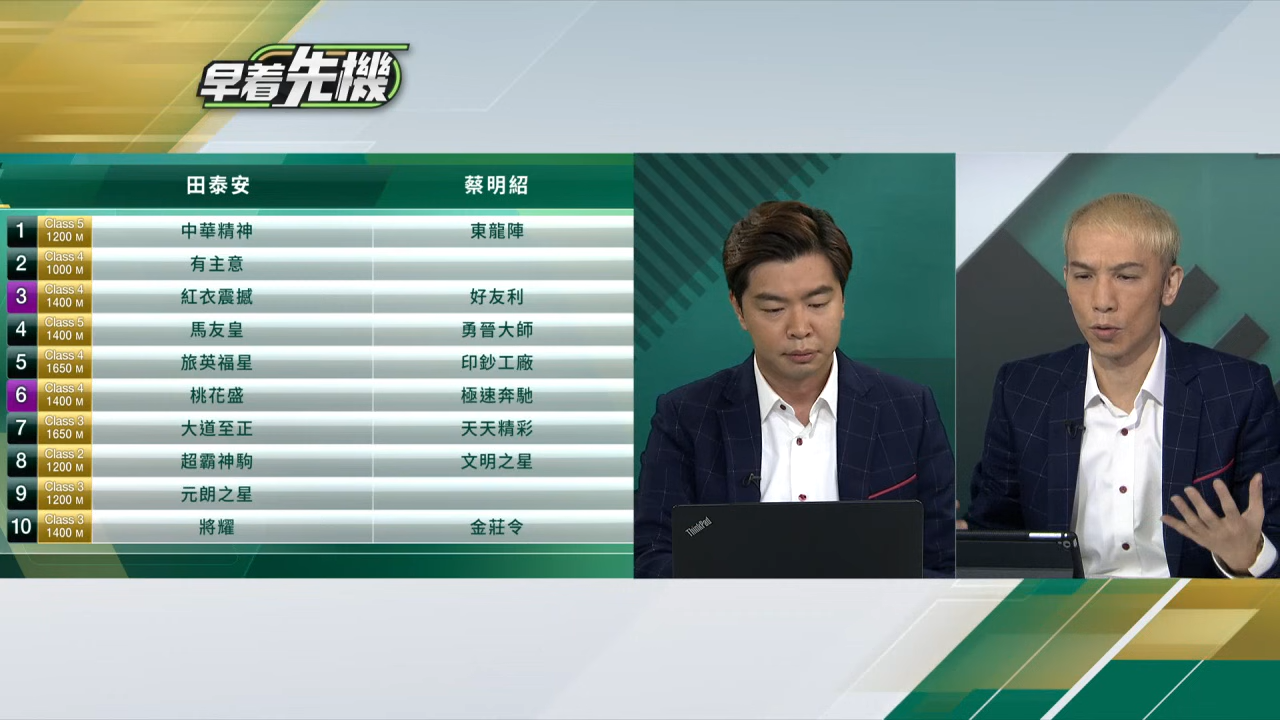 早着先機
田泰安 蔡明紹
1 Class 5 1200 M 中華精神 東龍陣
2 Class 4 1000 M 有主意
3 Class 4 1400 M 紅衣震撼 好友利
4 Class 5 1400 M 馬友皇 勇晉大師
5 Class 4 1650 M 旅英福星 印鈔工廠
6 Class 4 1400 M 桃花盛 極速奔馳
7 Class 3 1650 M 大道至正 天天精彩
8 Class 2 1200 M 超霸神駒 文明之星
9 Class 3 1200 M 元朗之星
10 Class 3 1400 M 將耀 金莊令
ThinkPad